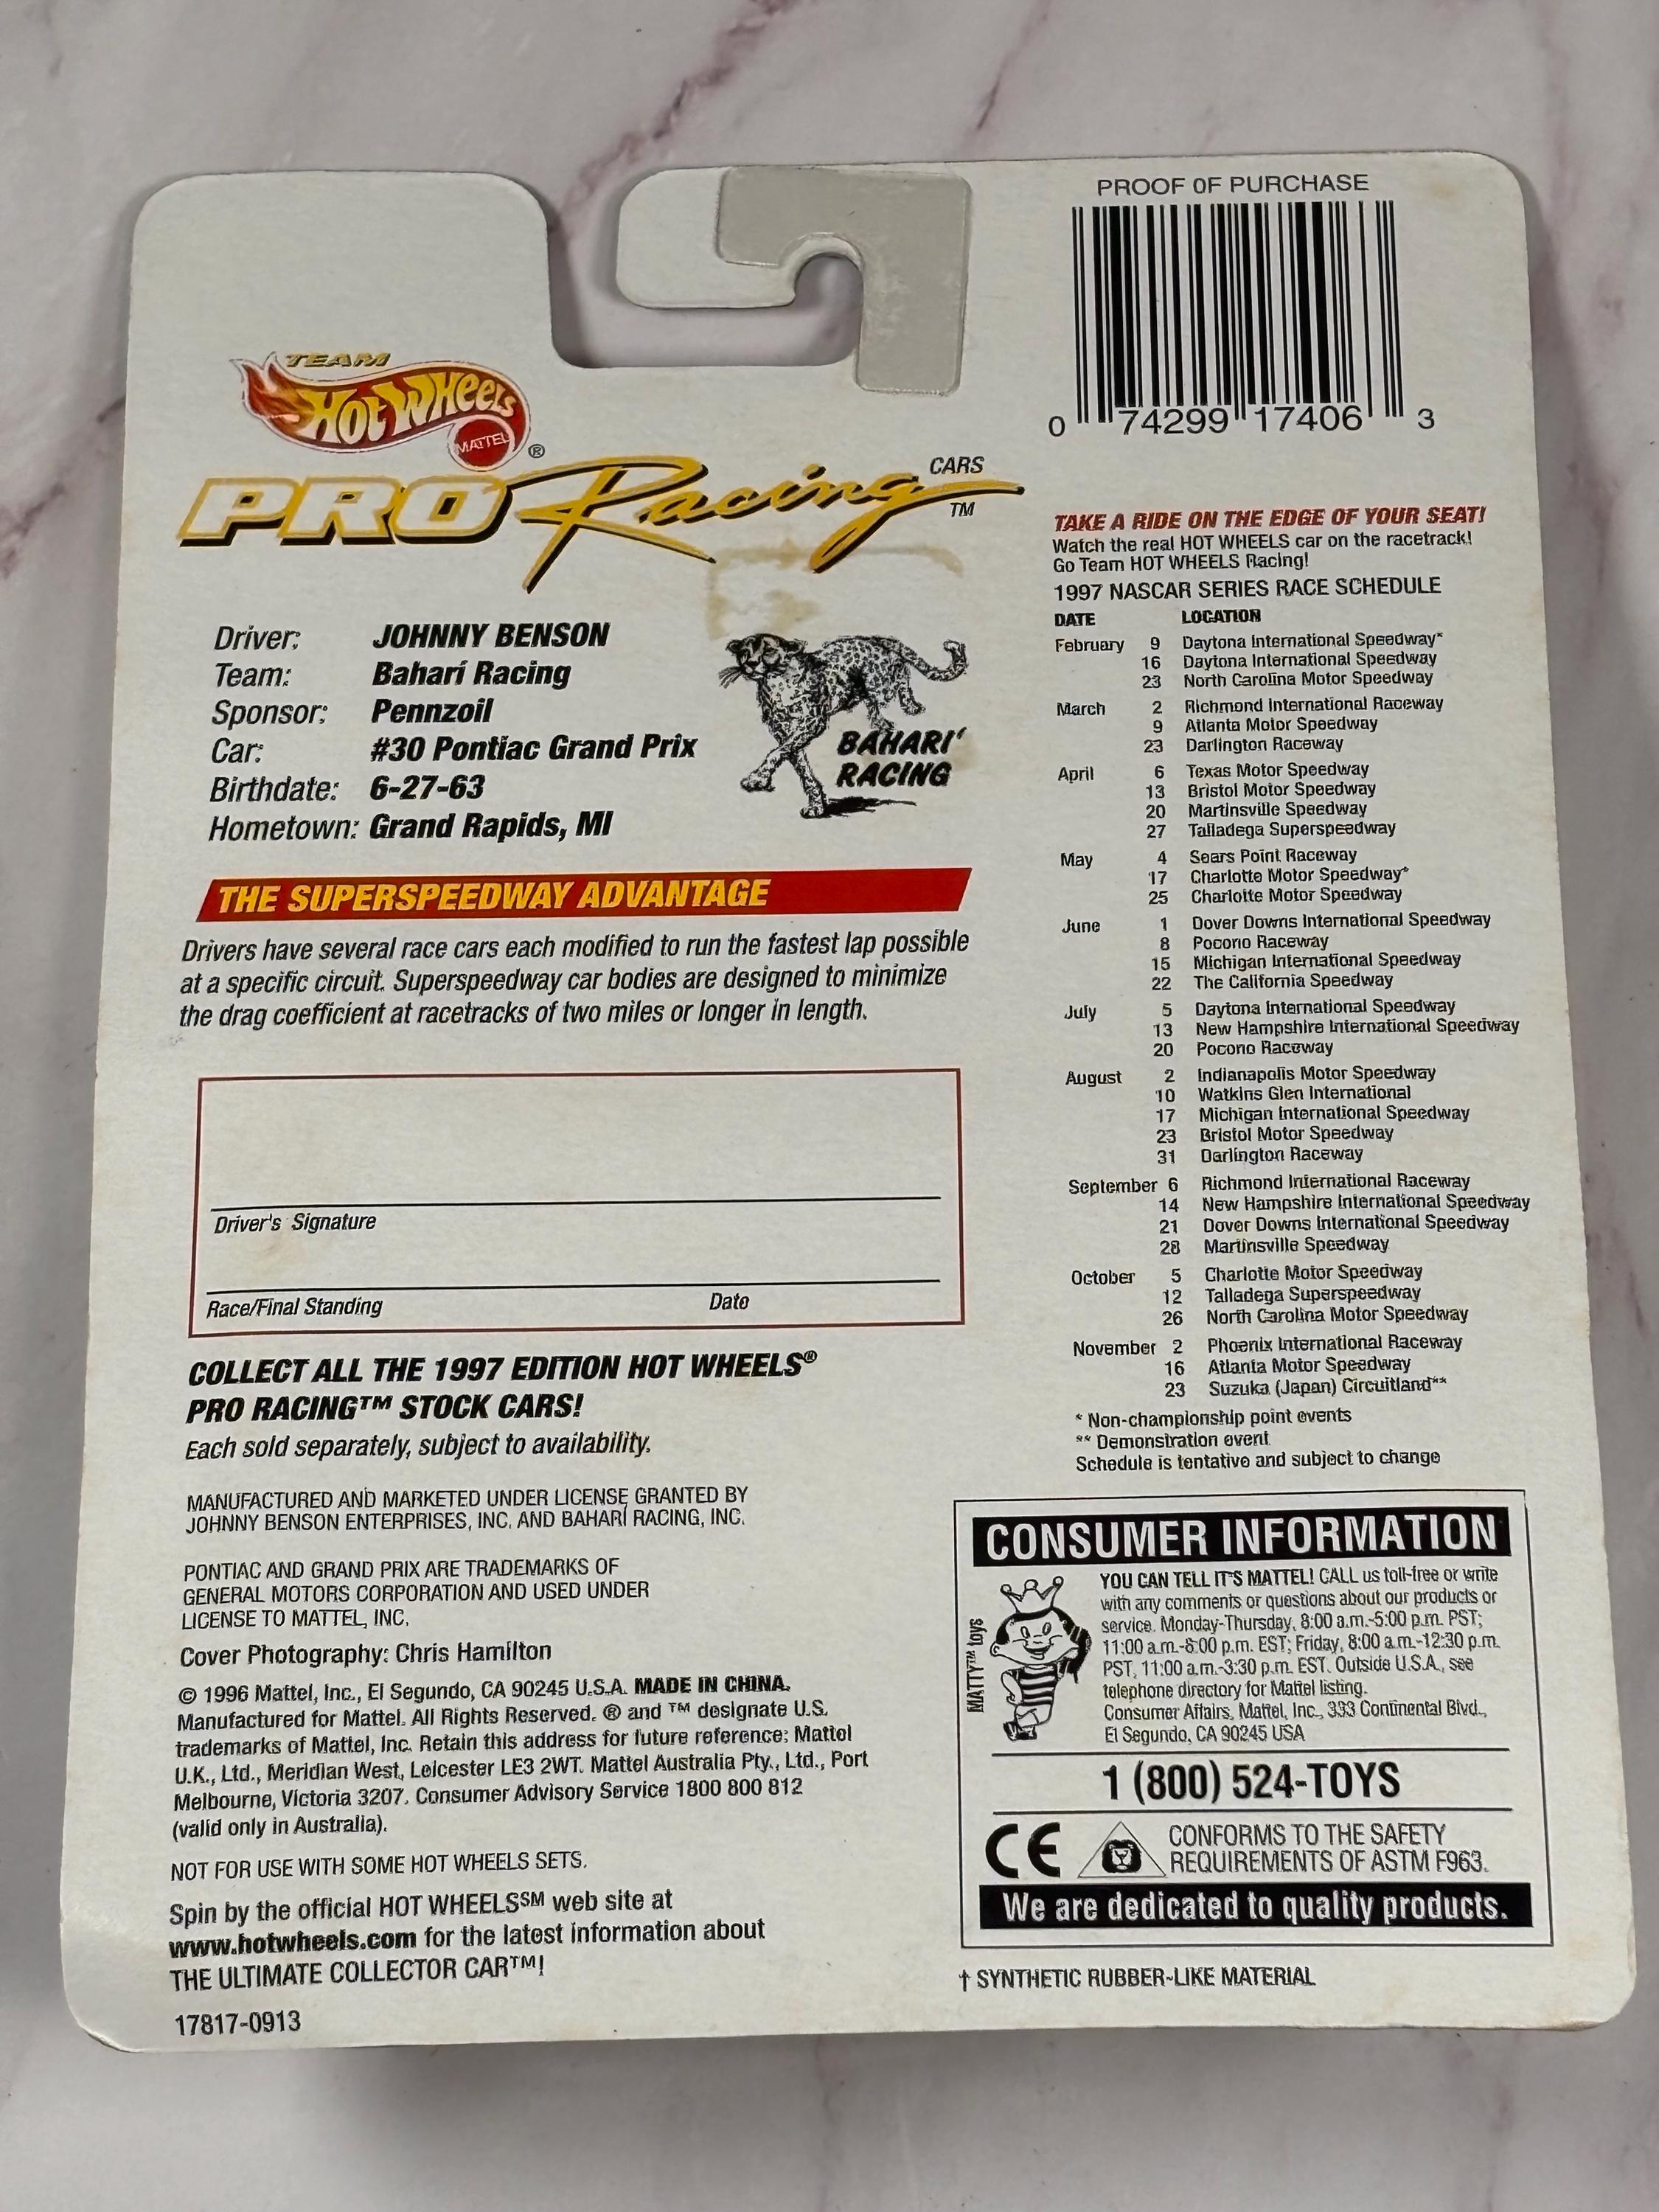 TEAM
Hot Wheels
MATTEL
®
PRO Racing
CARS
TM
Driver: JOHNNY BENSON
Team: Baharí Racing
Sponsor: Pennzoil
Car: #30 Pontiac Grand Prix
Birthdate: 6-27-63
Hometown: Grand Rapids, MI
BAHARI'
RACING
THE SUPERSPEEDWAY ADVANTAGE
Drivers have several race cars each modified to run the fastest lap possible
at a specific circuit. Superspeedway car bodies are designed to minimize
the drag coefficient at racetracks of two miles or longer in length.
Driver's Signature
Race/Final Standing Date
COLLECT ALL THE 1997 EDITION HOT WHEELS®
PRO RACING™ STOCK CARS!
Each sold separately, subject to availability.
MANUFACTURED AND MARKETED UNDER LICENSE GRANTED BY
JOHNNY BENSON ENTERPRISES, INC. AND BAHARÍ RACING, INC.
PONTIAC AND GRAND PRIX ARE TRADEMARKS OF
GENERAL MOTORS CORPORATION AND USED UNDER
LICENSE TO MATTEL, INC.
Cover Photography: Chris Hamilton
© 1996 Mattel, Inc., El Segundo, CA 90245 U.S.A. MADE IN CHINA.
Manufactured for Mattel. All Rights Reserved. ® and ™ designate U.S.
trademarks of Mattel, Inc. Retain this address for future reference: Mattel
U.K., Ltd., Meridian West, Leicester LE3 2WT. Mattel Australia Pty., Ltd., Port
Melbourne, Victoria 3207. Consumer Advisory Service 1800 800 812
(valid only in Australia).
NOT FOR USE WITH SOME HOT WHEELS SETS.
Spin by the official HOT WHEELS℠ web site at
www.hotwheels.com for the latest information about
THE ULTIMATE COLLECTOR CAR™!
17817-0913
PROOF OF PURCHASE
0 74299 17406 3
TAKE A RIDE ON THE EDGE OF YOUR SEAT!
Watch the real HOT WHEELS car on the racetrack!
Go Team HOT WHEELS Racing!
1997 NASCAR SERIES RACE SCHEDULE
DATE LOCATION
February 9 Daytona International Speedway*
16 Daytona International Speedway
23 North Carolina Motor Speedway
March 2 Richmond International Raceway
9 Atlanta Motor Speedway
23 Darlington Raceway
April 6 Texas Motor Speedway
13 Bristol Motor Speedway
20 Martinsville Speedway
27 Talladega Superspeedway
May 4 Sears Point Raceway
17 Charlotte Motor Speedway*
25 Charlotte Motor Speedway
June 1 Dover Downs International Speedway
8 Pocono Raceway
15 Michigan International Speedway
22 The California Speedway
July 5 Daytona International Speedway
13 New Hampshire International Speedway
20 Pocono Raceway
August 2 Indianapolis Motor Speedway
10 Watkins Glen International
17 Michigan International Speedway
23 Bristol Motor Speedway
31 Darlington Raceway
September 6 Richmond International Raceway
14 New Hampshire International Speedway
21 Dover Downs International Speedway
28 Martinsville Speedway
October 5 Charlotte Motor Speedway
12 Talladega Superspeedway
26 North Carolina Motor Speedway
November 2 Phoenix International Raceway
16 Atlanta Motor Speedway
23 Suzuka (Japan) Circuitland**
* Non-championship point events
** Demonstration event
Schedule is tentative and subject to change
CONSUMER INFORMATION
MATTY™ toys
YOU CAN TELL IT'S MATTEL! CALL us toll-free or write
with any comments or questions about our products or
service. Monday-Thursday, 8:00 a.m.-5:00 p.m. PST;
11:00 a.m.-8:00 p.m. EST; Friday, 8:00 a.m.-12:30 p.m.
PST, 11:00 a.m.-3:30 p.m. EST. Outside U.S.A., see
telephone directory for Mattel listing.
Consumer Affairs, Mattel, Inc., 333 Continental Blvd.,
El Segundo, CA 90245 USA
1 (800) 524-TOYS
CE
CONFORMS TO THE SAFETY
REQUIREMENTS OF ASTM F963.
We are dedicated to quality products.
† SYNTHETIC RUBBER-LIKE MATERIAL